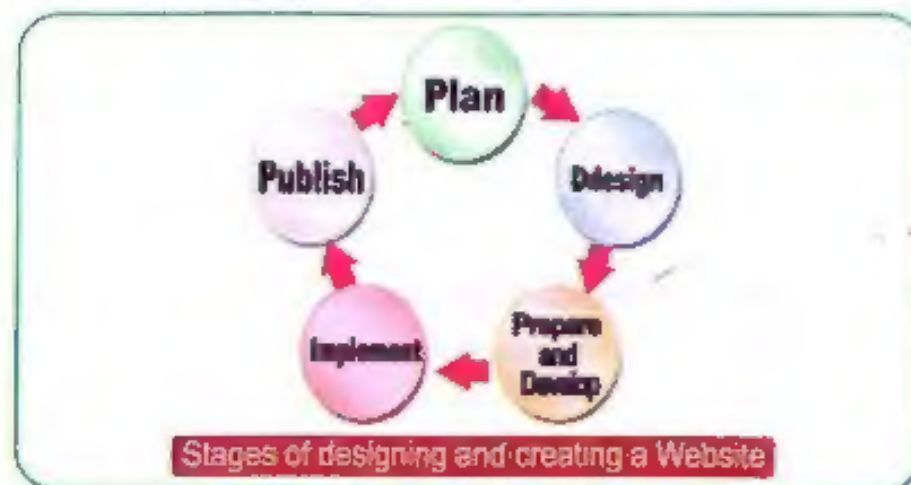 Plan
Ddesign
Prepare
and
Develop
Implement
Publish
Stages of designing and creating a Website